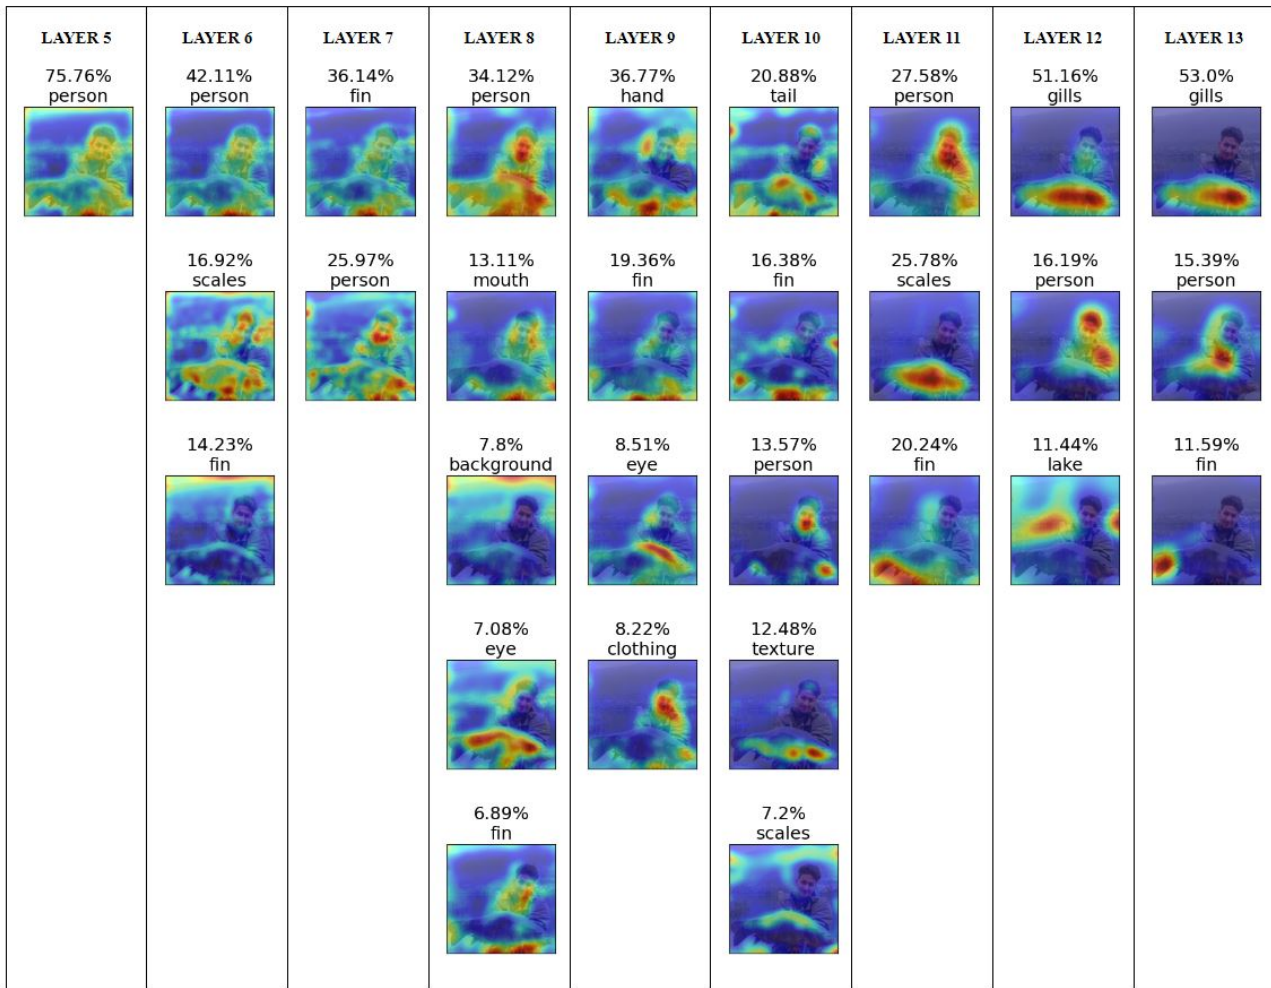 LAYER 5
75.76%
person
LAYER 6
42.11%
person
16.92%
scales
14.23%
fin
LAYER 7
36.14%
fin
25.97%
person
LAYER 8
34.12%
person
13.11%
mouth
7.8%
background
7.08%
eye
6.89%
fin
LAYER 9
36.77%
hand
19.36%
fin
8.51%
eye
8.22%
clothing
LAYER 10
20.88%
tail
16.38%
fin
13.57%
person
12.48%
texture
7.2%
scales
LAYER 11
27.58%
person
25.78%
scales
20.24%
fin
LAYER 12
51.16%
gills
16.19%
person
11.44%
lake
LAYER 13
53.0%
gills
15.39%
person
11.59%
fin